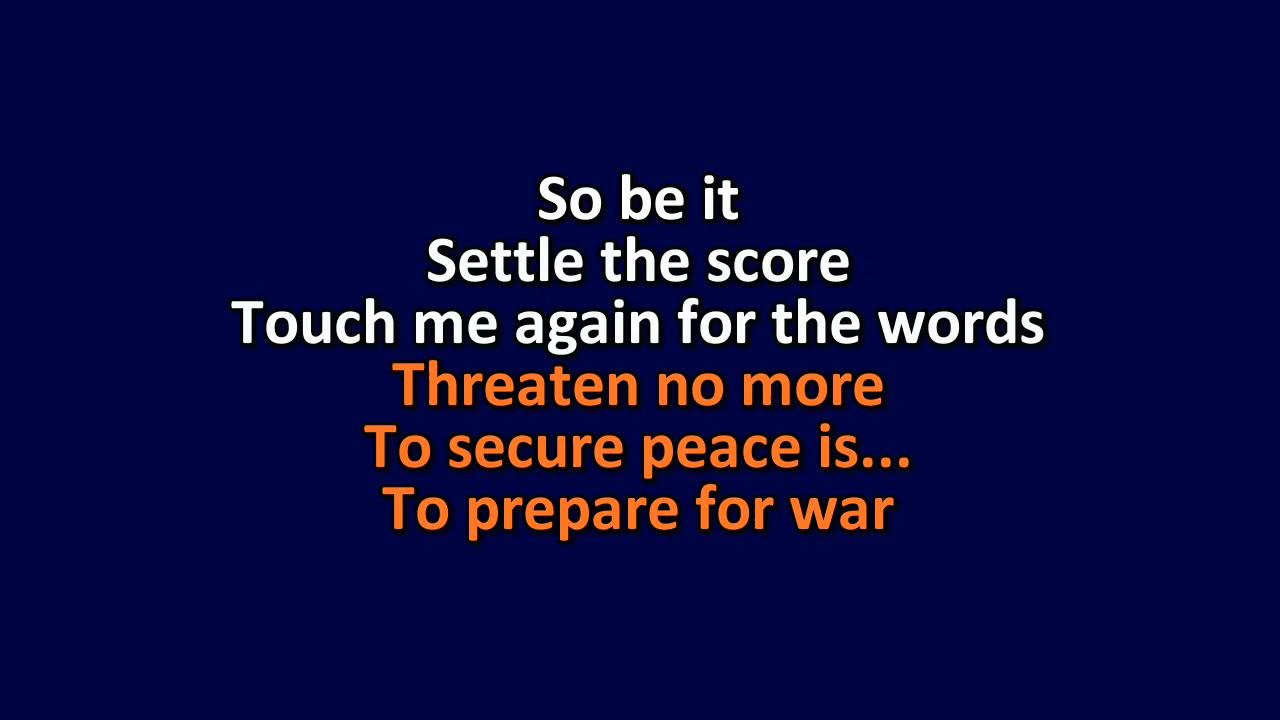 So be it
Settle the score
Touch me again for the words
Threaten no more
To secure peace is...
To prepare for war